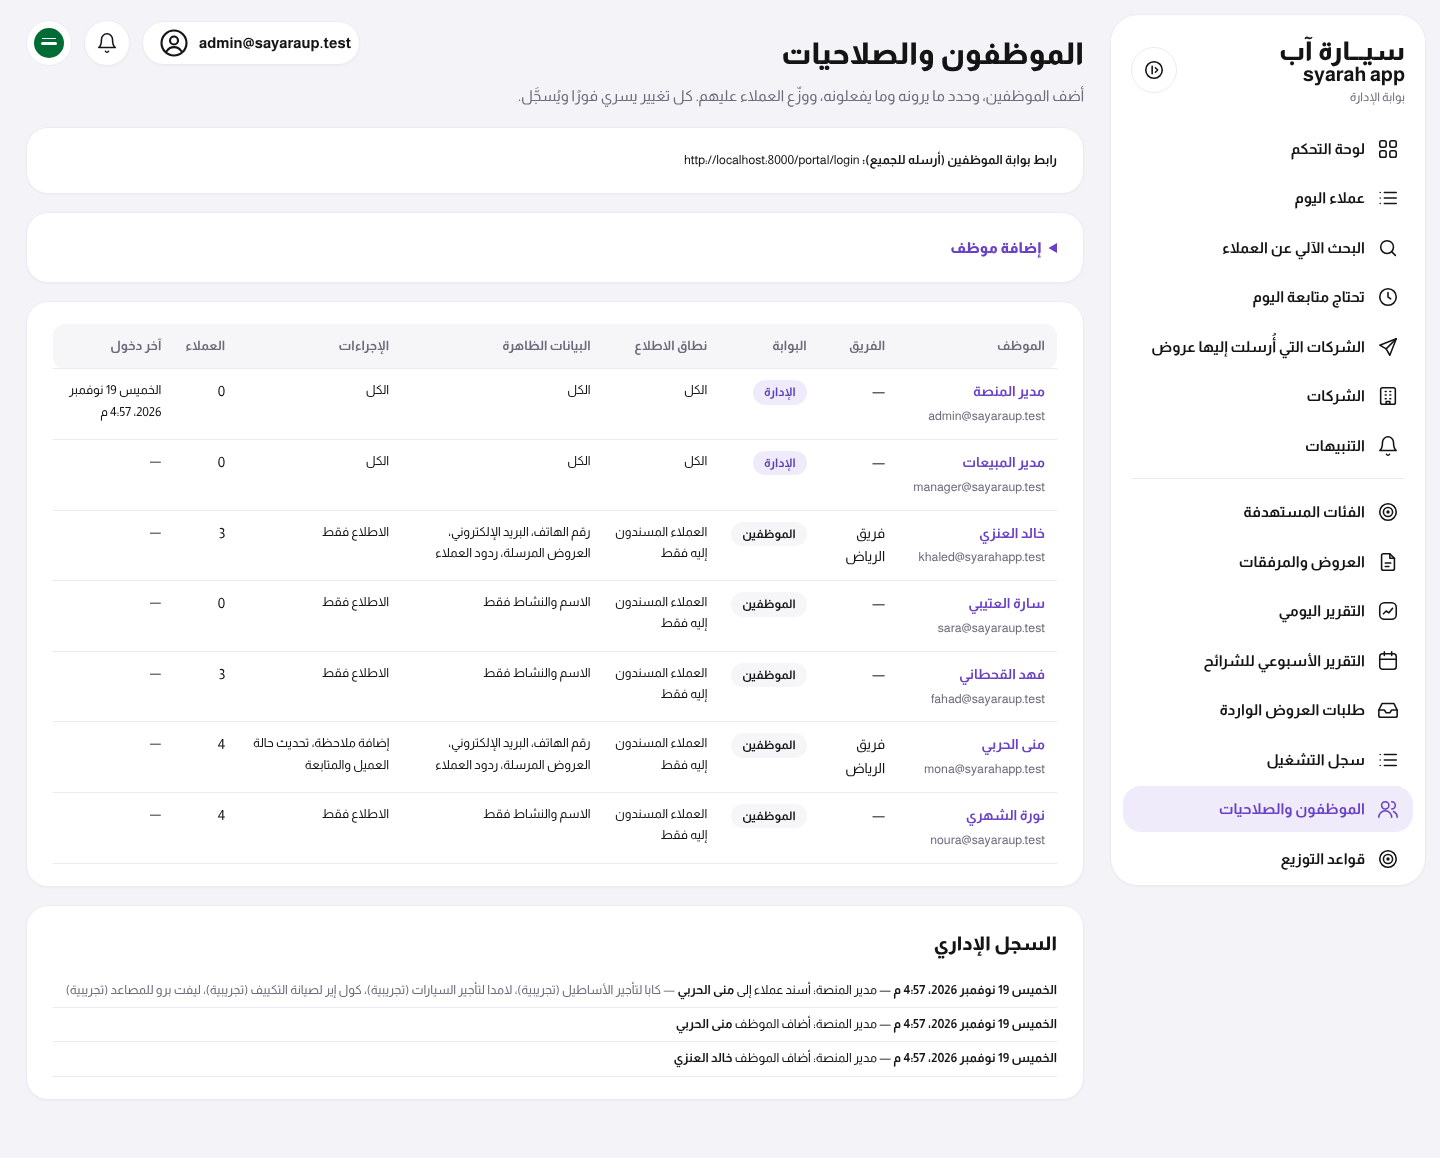 سيــارة آب
syarah app
بوابة الإدارة
لوحة التحكم
عملاء اليوم
البحث الآلي عن العملاء
تحتاج متابعة اليوم
الشركات التي أُرسلت إليها عروض
الشركات
التنبيهات
الفئات المستهدفة
العروض والمرفقات
التقرير اليومي
التقرير الأسبوعي للشرائح
طلبات العروض الواردة
سجل التشغيل
الموظفون والصلاحيات
قواعد التوزيع
admin@sayaraup.test
الموظفون والصلاحيات
أضف الموظفين، وحدد ما يرونه وما يفعلونه، ووزّع العملاء عليهم. كل تغيير يسري فورًا ويُسجَّل.
رابط بوابة الموظفين (أرسله للجميع): http://localhost:8000/portal/login
إضافة موظف
الموظف الفريق البوابة نطاق الاطلاع البيانات الظاهرة الإجراءات العملاء آخر دخول
مدير المنصة — الإدارة الكل الكل الكل 0 الخميس 19 نوفمبر
admin@sayaraup.test 2026، 4:57 م
مدير المبيعات — الإدارة الكل الكل الكل 0 —
manager@sayaraup.test
خالد العنزي فريق الموظفين العملاء المسندون رقم الهاتف، البريد الإلكتروني، الاطلاع فقط 3 —
khaled@syarahapp.test الرياض إليه فقط العروض المرسلة، ردود العملاء
سارة العتيبي — الموظفين العملاء المسندون الاسم والنشاط فقط الاطلاع فقط 0 —
sara@sayaraup.test إليه فقط
فهد القحطاني — الموظفين العملاء المسندون الاسم والنشاط فقط الاطلاع فقط 3 —
fahad@sayaraup.test إليه فقط
منى الحربي فريق الموظفين العملاء المسندون رقم الهاتف، البريد الإلكتروني، إضافة ملاحظة، تحديث حالة 4 —
mona@syarahapp.test الرياض إليه فقط العروض المرسلة، ردود العملاء العميل والمتابعة
نورة الشهري — الموظفين العملاء المسندون الاسم والنشاط فقط الاطلاع فقط 4 —
noura@sayaraup.test إليه فقط
السجل الإداري
الخميس 19 نوفمبر 2026، 4:57 م — مدير المنصة: أسند عملاء إلى منى الحربي — كابا لتأجير الأساطيل (تجريبية)، لامدا لتأجير السيارات (تجريبية)، كول إير لصيانة التكييف (تجريبية)، ليفت برو للمصاعد (تجريبية)
الخميس 19 نوفمبر 2026، 4:57 م — مدير المنصة: أضاف الموظف منى الحربي
الخميس 19 نوفمبر 2026، 4:57 م — مدير المنصة: أضاف الموظف خالد العنزي